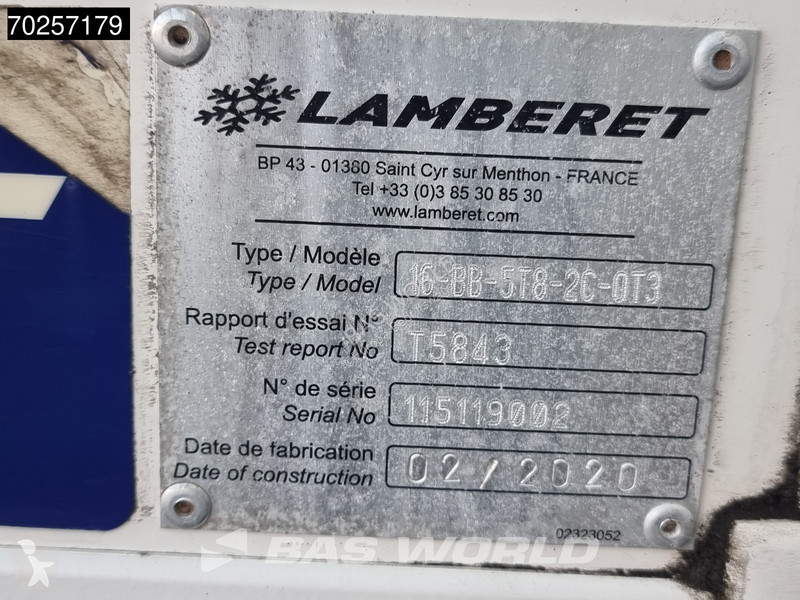 70257179
LAMBERET
BP 43 - 01380 Saint Cyr sur Menthon - FRANCE
Tel +33 (0)3 85 30 85 30
www.lamberet.com
Type / Modèle
Type / Model
16-BB-5T8-2C-0T3
Rapport d'essai N°
Test report No
T5843
N° de série
Serial No
115119002
Date de fabrication
Date of construction
02/2020
02323052
BAS WORLD